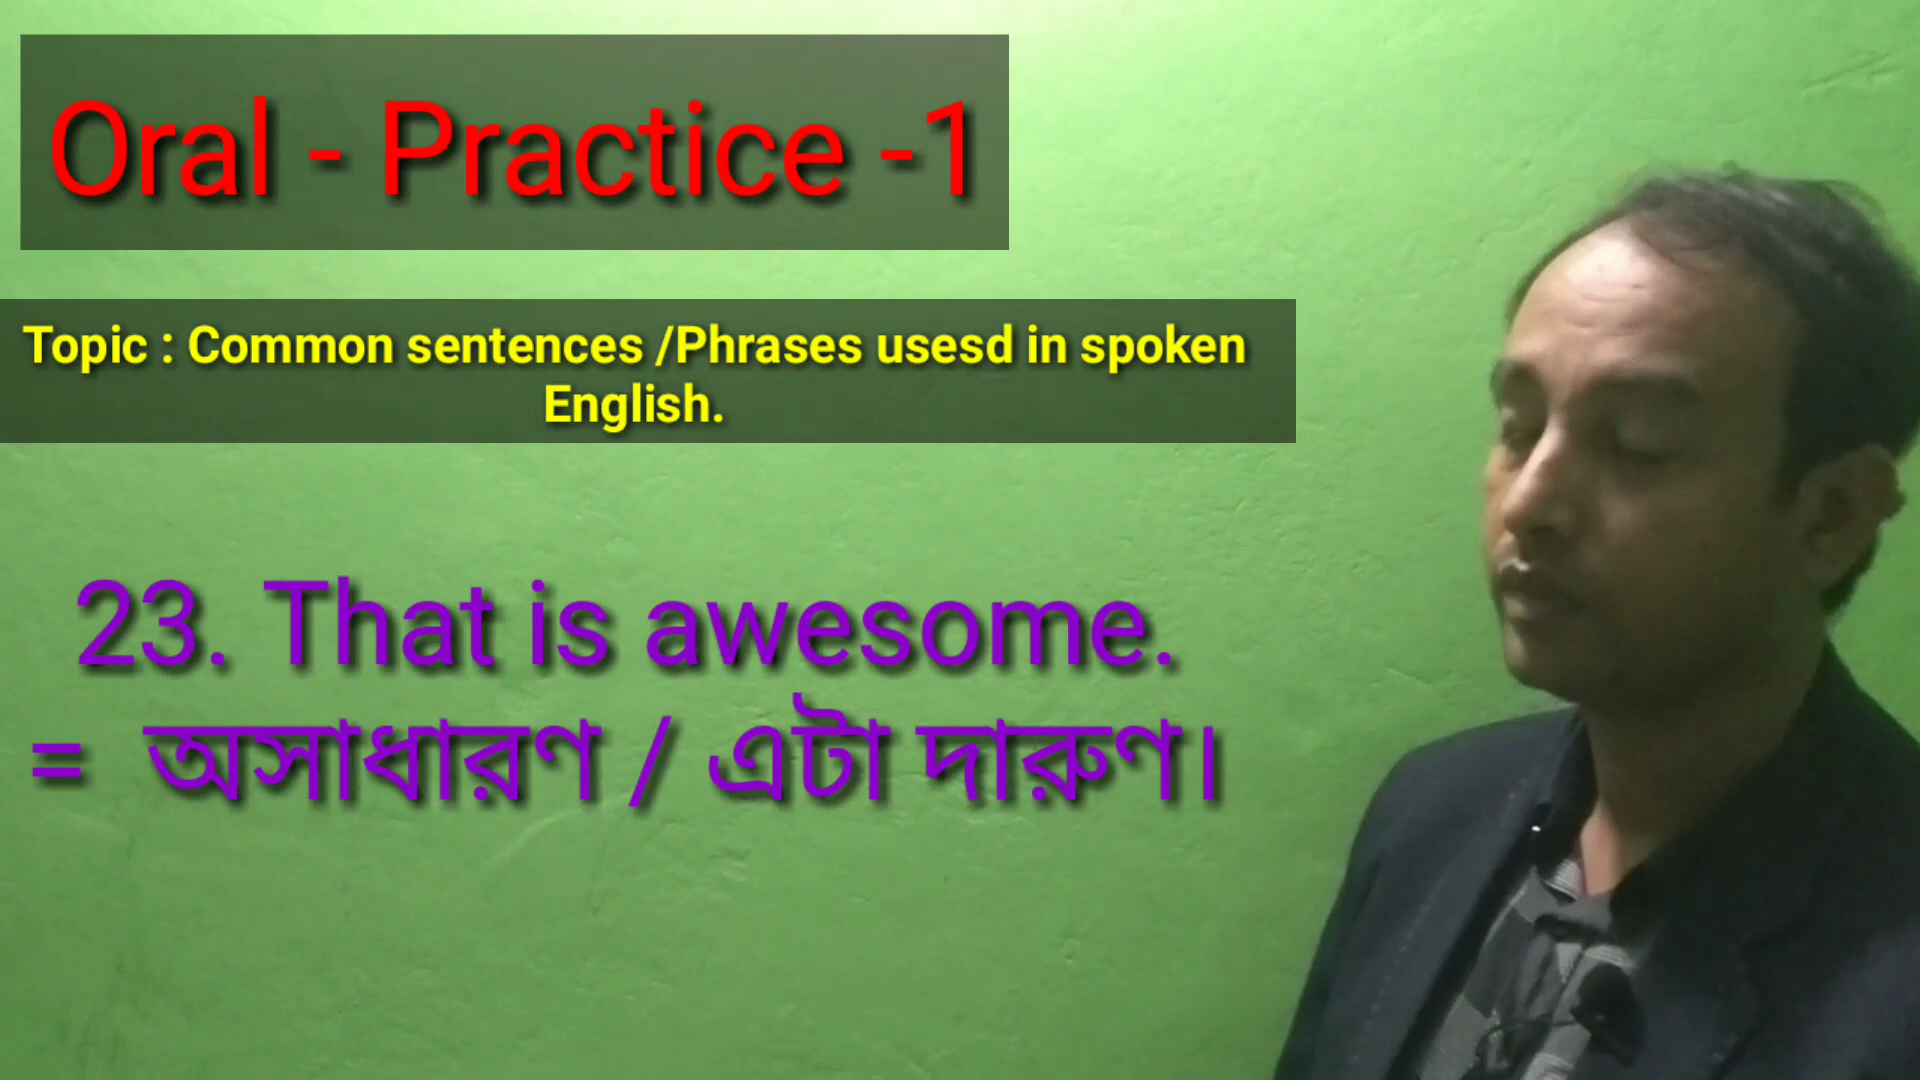 Oral - Practice -1
Topic : Common sentences /Phrases usesd in spoken
English.
23. That is awesome.
= অসাধারণ / এটা দারুণ।